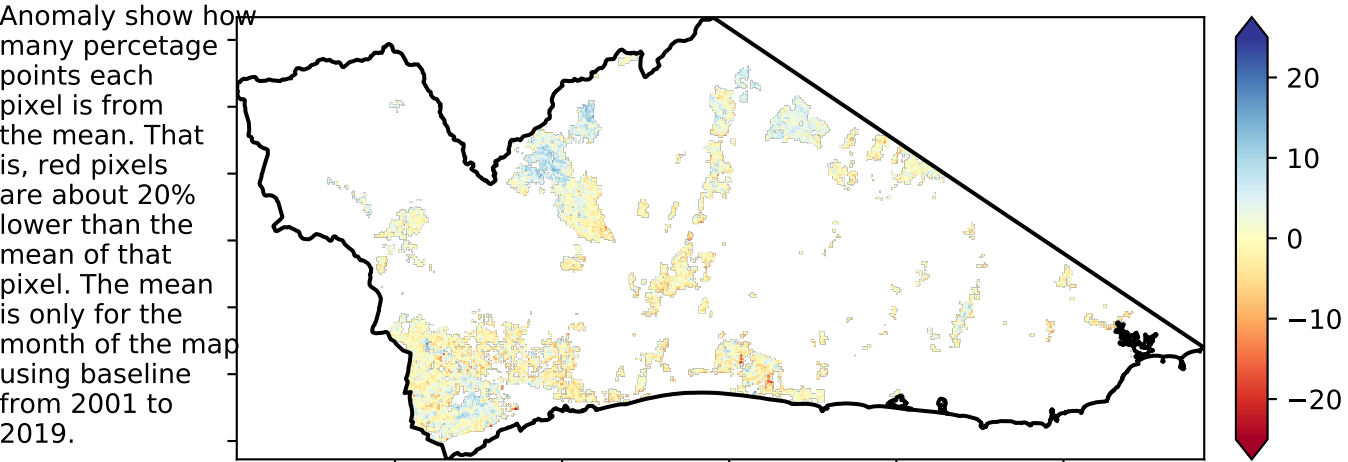 Anomaly show how
many percetage
points each
pixel is from
the mean. That
is, red pixels
are about 20%
lower than the
mean of that
pixel. The mean
is only for the
month of the map
using baseline
from 2001 to
2019.
20
10
0
−10
−20